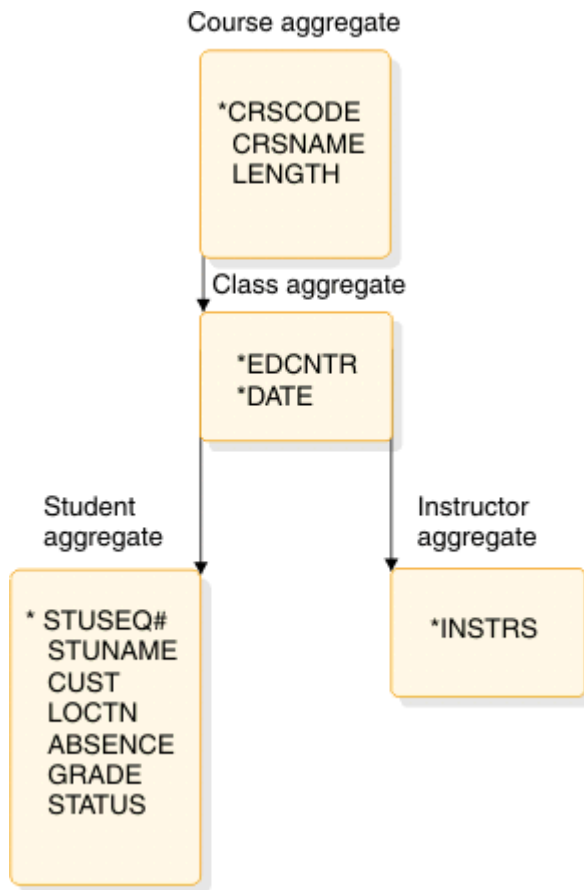 Course aggregate
*CRSCODE
CRSNAME
LENGTH
Class aggregate
*EDCNTR
*DATE
Student
aggregate
* STUSEQ#
STUNAME
CUST
LOCTN
ABSENCE
GRADE
STATUS
Instructor
aggregate
*INSTRS